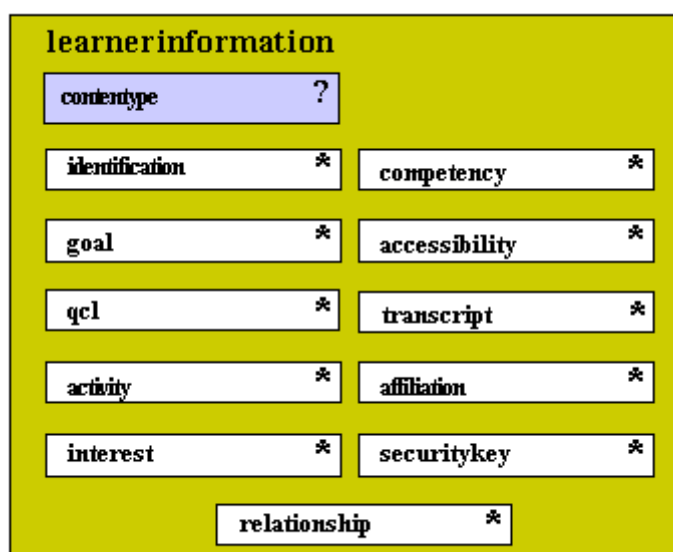 learnerinformation
contentype ?
identification * competency *
goal * accessibility *
qcl * transcript *
activity * affiliation *
interest * securitykey *
relationship *